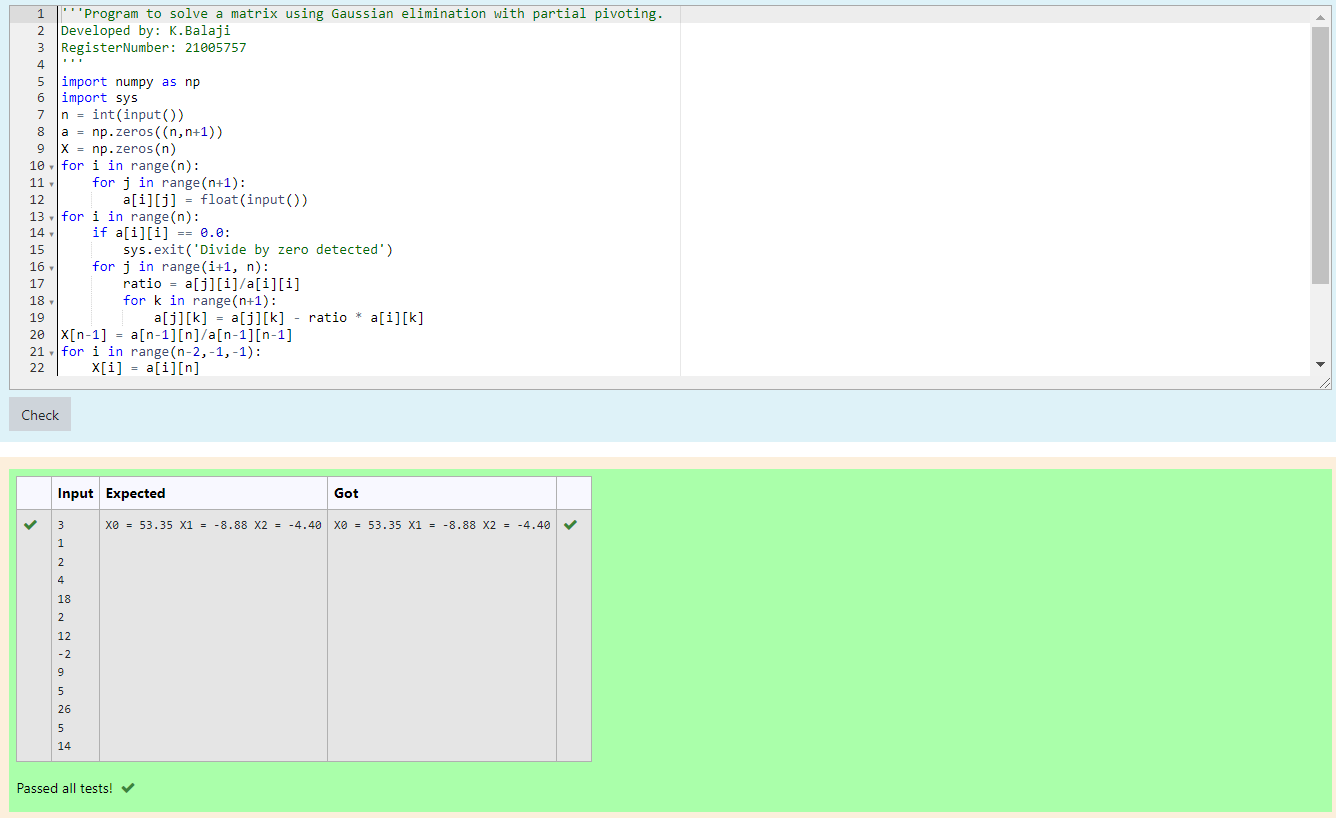 1 '''Program to solve a matrix using Gaussian elimination with partial pivoting.
2 Developed by: K.Balaji
3 RegisterNumber: 21005757
4 '''
5 import numpy as np
6 import sys
7 n = int(input())
8 a = np.zeros((n,n+1))
9 X = np.zeros(n)
10 for i in range(n):
11     for j in range(n+1):
12         a[i][j] = float(input())
13 for i in range(n):
14     if a[i][i] == 0.0:
15         sys.exit('Divide by zero detected')
16     for j in range(i+1, n):
17         ratio = a[j][i]/a[i][i]
18         for k in range(n+1):
19             a[j][k] = a[j][k] - ratio * a[i][k]
20 X[n-1] = a[n-1][n]/a[n-1][n-1]
21 for i in range(n-2,-1,-1):
22     X[i] = a[i][n]
Check
Input Expected Got
3 X0 = 53.35 X1 = -8.88 X2 = -4.40 X0 = 53.35 X1 = -8.88 X2 = -4.40
1
2
4
18
2
12
-2
9
5
26
5
14
Passed all tests!